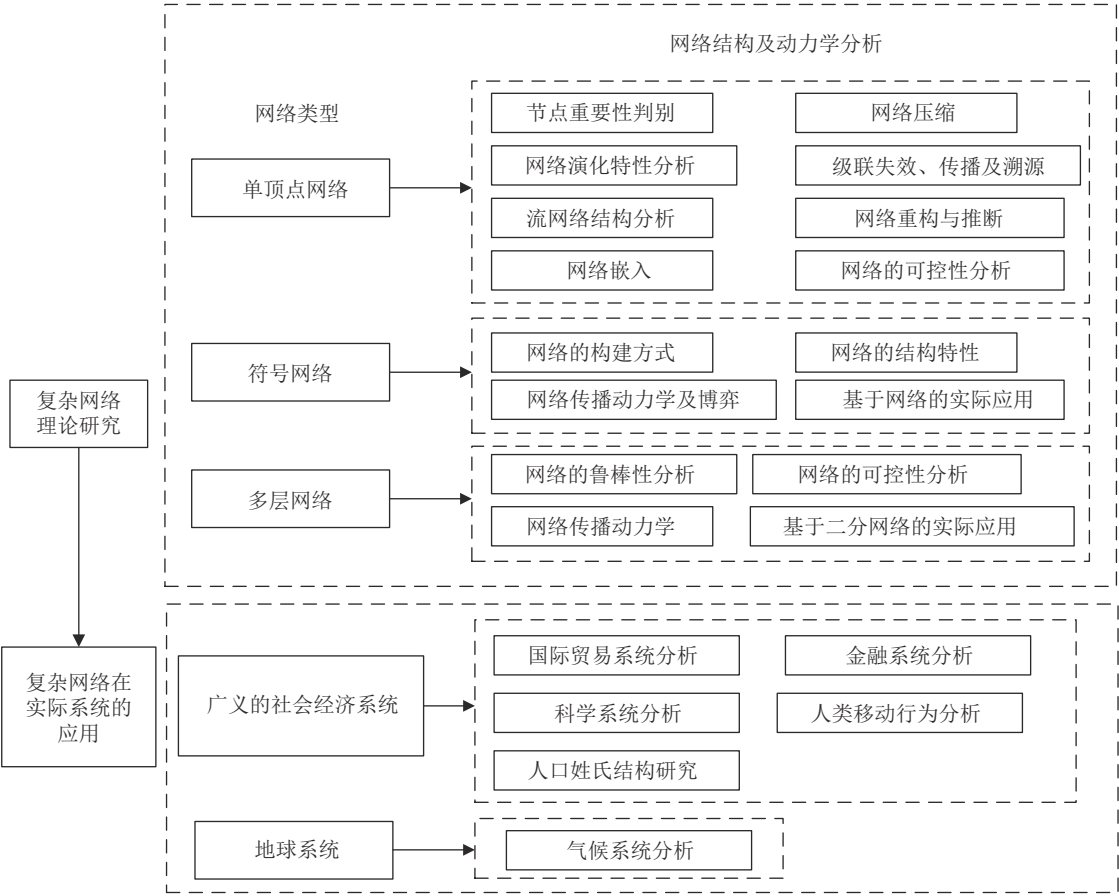 网络结构及动力学分析
网络类型
单顶点网络
节点重要性判别
网络压缩
网络演化特性分析
级联失效、传播及溯源
流网络结构分析
网络重构与推断
网络嵌入
网络的可控性分析
符号网络
网络的构建方式
网络的结构特性
网络传播动力学及博弈
基于网络的实际应用
复杂网络
理论研究
多层网络
网络的鲁棒性分析
网络的可控性分析
网络传播动力学
基于二分网络的实际应用
复杂网络在
实际系统的
应用
广义的社会经济系统
国际贸易系统分析
金融系统分析
科学系统分析
人类移动行为分析
人口姓氏结构研究
地球系统
气候系统分析